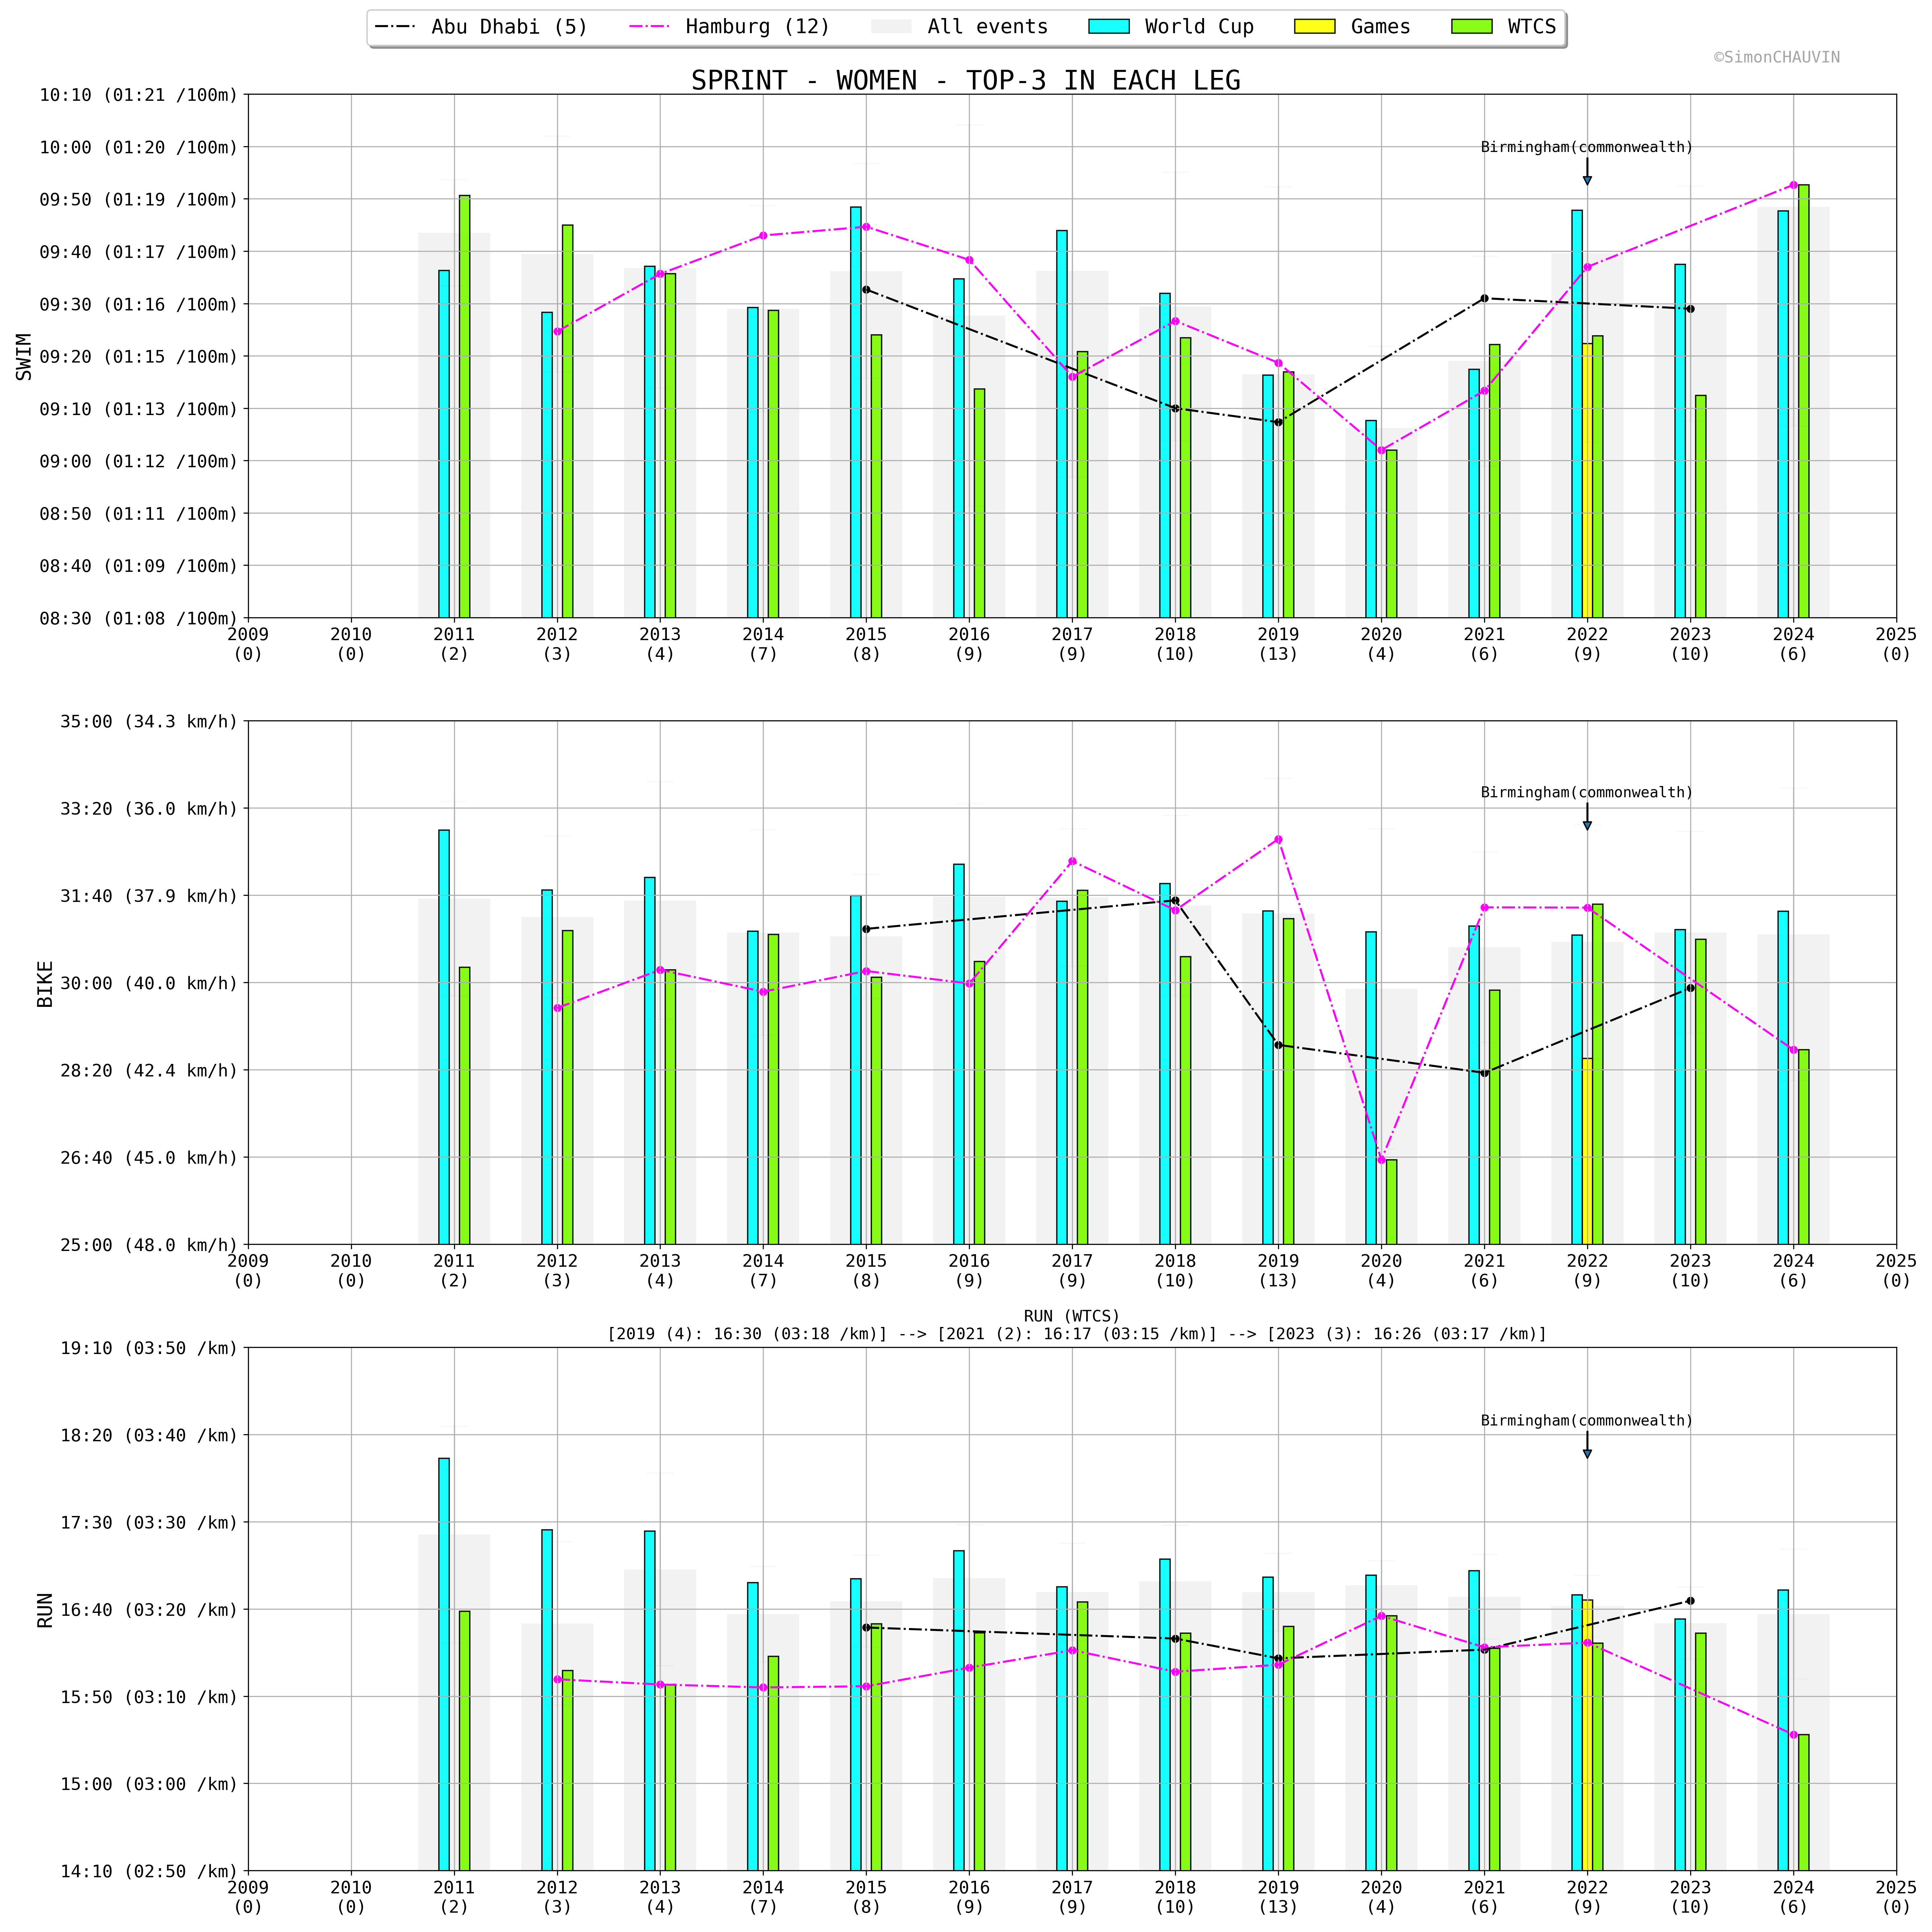 Abu Dhabi (5) Hamburg (12) All events World Cup Games WTCS
©SimonCHAUVIN
SPRINT - WOMEN - TOP-3 IN EACH LEG
10:10 (01:21 /100m)
10:00 (01:20 /100m)
09:50 (01:19 /100m)
09:40 (01:17 /100m)
09:30 (01:16 /100m)
09:20 (01:15 /100m)
09:10 (01:13 /100m)
09:00 (01:12 /100m)
08:50 (01:11 /100m)
08:40 (01:09 /100m)
08:30 (01:08 /100m)
SWIM
Birmingham(commonwealth)
2009 2010 2011 2012 2013 2014 2015 2016 2017 2018 2019 2020 2021 2022 2023 2024 2025
(0) (0) (2) (3) (4) (7) (8) (9) (9) (10) (13) (4) (6) (9) (10) (6) (0)
35:00 (34.3 km/h)
33:20 (36.0 km/h)
31:40 (37.9 km/h)
30:00 (40.0 km/h)
28:20 (42.4 km/h)
26:40 (45.0 km/h)
25:00 (48.0 km/h)
BIKE
Birmingham(commonwealth)
2009 2010 2011 2012 2013 2014 2015 2016 2017 2018 2019 2020 2021 2022 2023 2024 2025
(0) (0) (2) (3) (4) (7) (8) (9) (9) (10) (13) (4) (6) (9) (10) (6) (0)
RUN (WTCS)
[2019 (4): 16:30 (03:18 /km)] --> [2021 (2): 16:17 (03:15 /km)] --> [2023 (3): 16:26 (03:17 /km)]
19:10 (03:50 /km)
18:20 (03:40 /km)
17:30 (03:30 /km)
16:40 (03:20 /km)
15:50 (03:10 /km)
15:00 (03:00 /km)
14:10 (02:50 /km)
RUN
Birmingham(commonwealth)
2009 2010 2011 2012 2013 2014 2015 2016 2017 2018 2019 2020 2021 2022 2023 2024 2025
(0) (0) (2) (3) (4) (7) (8) (9) (9) (10) (13) (4) (6) (9) (10) (6) (0)